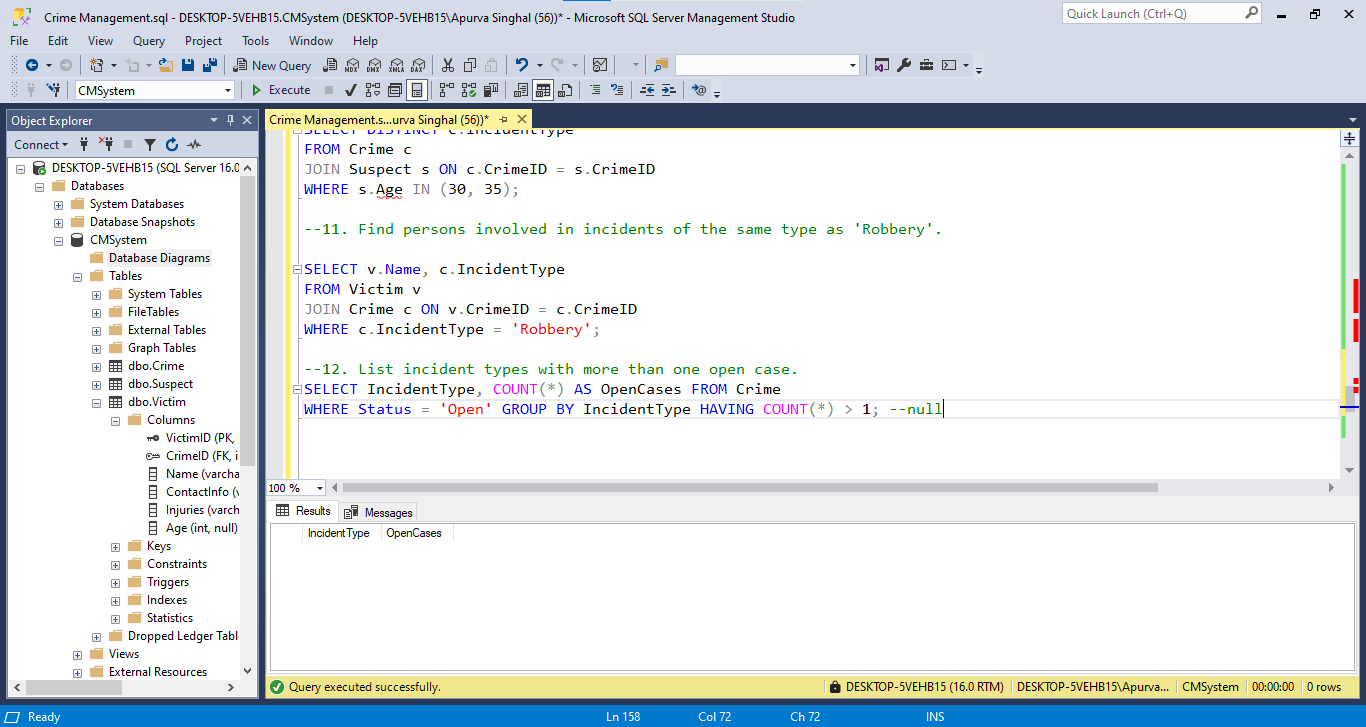 Crime Management.sql - DESKTOP-5VEHB15.CMSystem (DESKTOP-5VEHB15\Apurva Singhal (56))* - Microsoft SQL Server Management Studio
Quick Launch (Ctrl+Q)
File Edit View Query Project Tools Window Help
New Query
MDX DMX XMLA DAX
CMSystem
Execute
Object Explorer
Connect
DESKTOP-5VEHB15 (SQL Server 16.0
Databases
System Databases
Database Snapshots
CMSystem
Database Diagrams
Tables
System Tables
FileTables
External Tables
Graph Tables
dbo.Crime
dbo.Suspect
dbo.Victim
Columns
VictimID (PK,
CrimeID (FK, i
Name (varcha
ContactInfo (v
Injuries (varch
Age (int, null)
Keys
Constraints
Triggers
Indexes
Statistics
Dropped Ledger Tabl
Views
External Resources
Crime Management.s...urva Singhal (56))*
SELECT DISTINCT c.IncidentType
FROM Crime c
JOIN Suspect s ON c.CrimeID = s.CrimeID
WHERE s.Age IN (30, 35);
--11. Find persons involved in incidents of the same type as 'Robbery'.
SELECT v.Name, c.IncidentType
FROM Victim v
JOIN Crime c ON v.CrimeID = c.CrimeID
WHERE c.IncidentType = 'Robbery';
--12. List incident types with more than one open case.
SELECT IncidentType, COUNT(*) AS OpenCases FROM Crime
WHERE Status = 'Open' GROUP BY IncidentType HAVING COUNT(*) > 1; --null
100 %
Results Messages
IncidentType OpenCases
Query executed successfully.
DESKTOP-5VEHB15 (16.0 RTM) DESKTOP-5VEHB15\Apurva... CMSystem 00:00:00 0 rows
Ready Ln 158 Col 72 Ch 72 INS